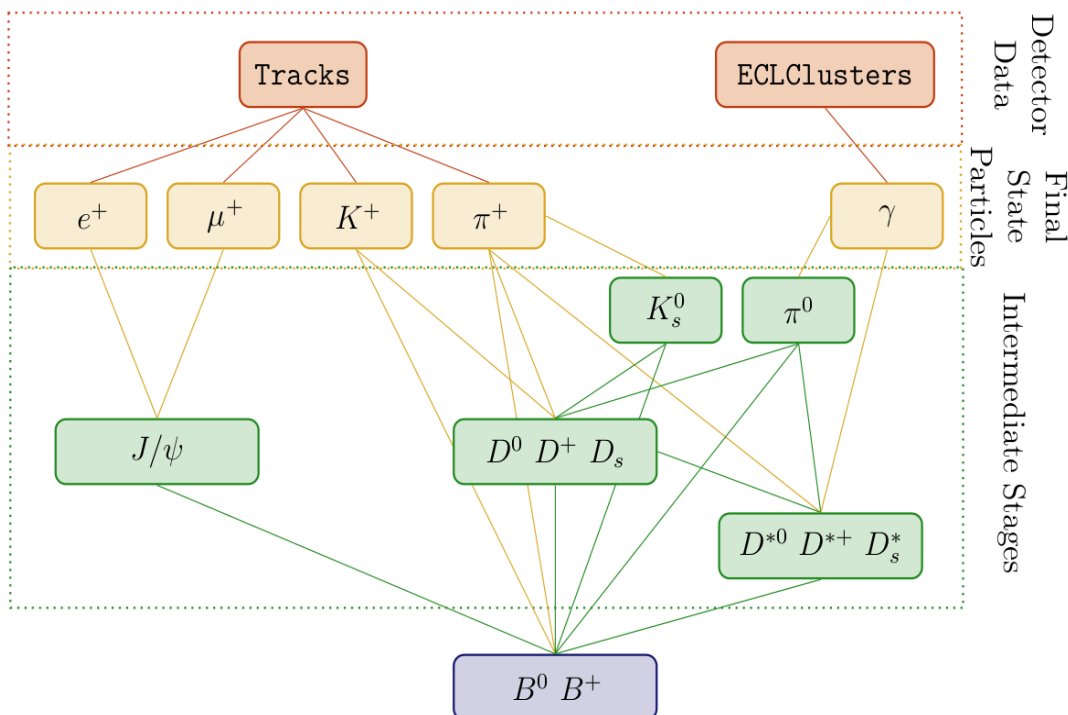 Tracks
ECLClusters
Detector
Data
e⁺
μ⁺
K⁺
π⁺
γ
Final
State
Particles
K⁰ₛ
π⁰
J/ψ
D⁰ D⁺ Dₛ
D*⁰ D*⁺ D*ₛ
Intermediate Stages
B⁰ B⁺